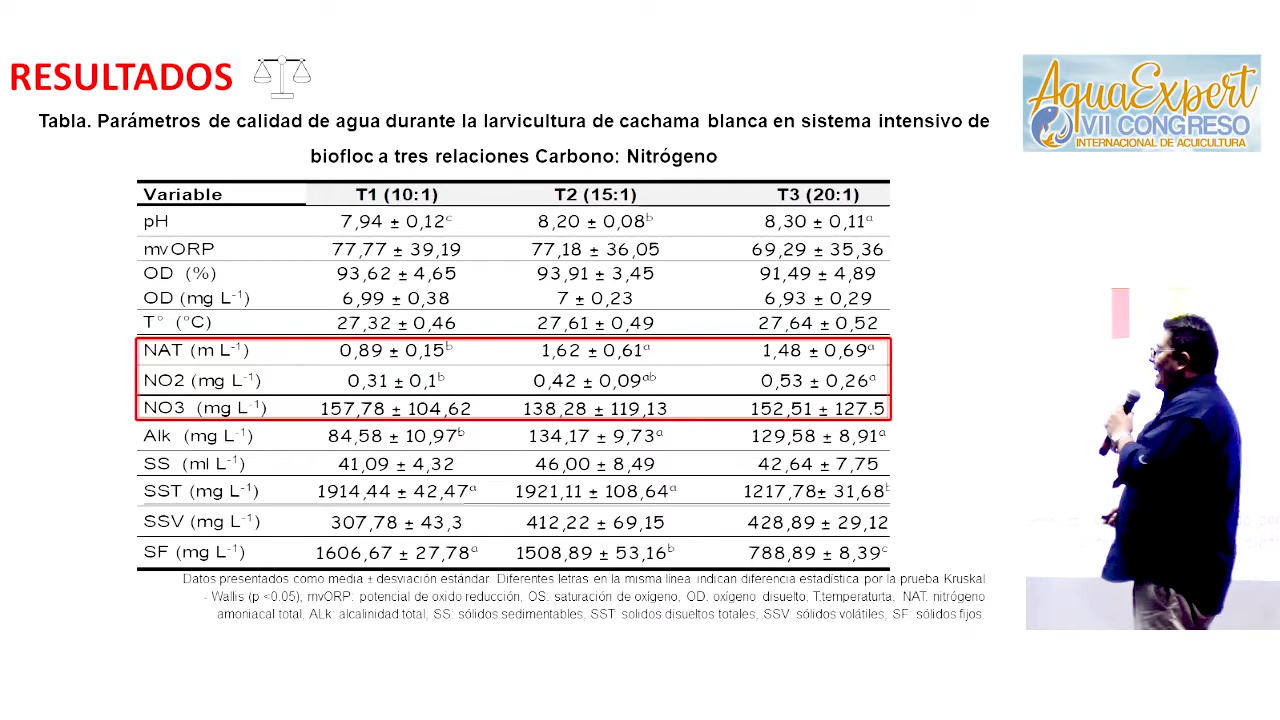 RESULTADOS
Tabla. Parámetros de calidad de agua durante la larvicultura de cachama blanca en sistema intensivo de
biofloc a tres relaciones Carbono: Nitrógeno
Variable T1 (10:1) T2 (15:1) T3 (20:1)
pH 7,94 ± 0,12ᶜ 8,20 ± 0,08ᵇ 8,30 ± 0,11ᵃ
mvORP 77,77 ± 39,19 77,18 ± 36,05 69,29 ± 35,36
OD (%) 93,62 ± 4,65 93,91 ± 3,45 91,49 ± 4,89
OD (mg L⁻¹) 6,99 ± 0,38 7 ± 0,23 6,93 ± 0,29
T° (°C) 27,32 ± 0,46 27,61 ± 0,49 27,64 ± 0,52
NAT (m L⁻¹) 0,89 ± 0,15ᵇ 1,62 ± 0,61ᵃ 1,48 ± 0,69ᵃ
NO2 (mg L⁻¹) 0,31 ± 0,1ᵇ 0,42 ± 0,09ᵃᵇ 0,53 ± 0,26ᵃ
NO3 (mg L⁻¹) 157,78 ± 104,62 138,28 ± 119,13 152,51 ± 127.5
Alk (mg L⁻¹) 84,58 ± 10,97ᵇ 134,17 ± 9,73ᵃ 129,58 ± 8,91ᵃ
SS (ml L⁻¹) 41,09 ± 4,32 46,00 ± 8,49 42,64 ± 7,75
SST (mg L⁻¹) 1914,44 ± 42,47ᵃ 1921,11 ± 108,64ᵃ 1217,78± 31,68ᵇ
SSV (mg L⁻¹) 307,78 ± 43,3 412,22 ± 69,15 428,89 ± 29,12
SF (mg L⁻¹) 1606,67 ± 27,78ᵃ 1508,89 ± 53,16ᵇ 788,89 ± 8,39ᶜ
Datos presentados como media ± desviación estándar. Diferentes letras en la misma línea indican diferencia estadística por la prueba Kruskal
- Wallis (p <0.05), mvORP: potencial de oxido reducción, OS: saturación de oxígeno, OD: oxígeno disuelto, T.temperaturta, NAT: nitrógeno
amoniacal total, ALk: alcalinidad total, SS: sólidos sedimentables, SST: sólidos disueltos totales, SSV: sólidos volátiles, SF: sólidos fijos.
AquaExpert
VII CONGRESO
INTERNACIONAL DE ACUICULTURA